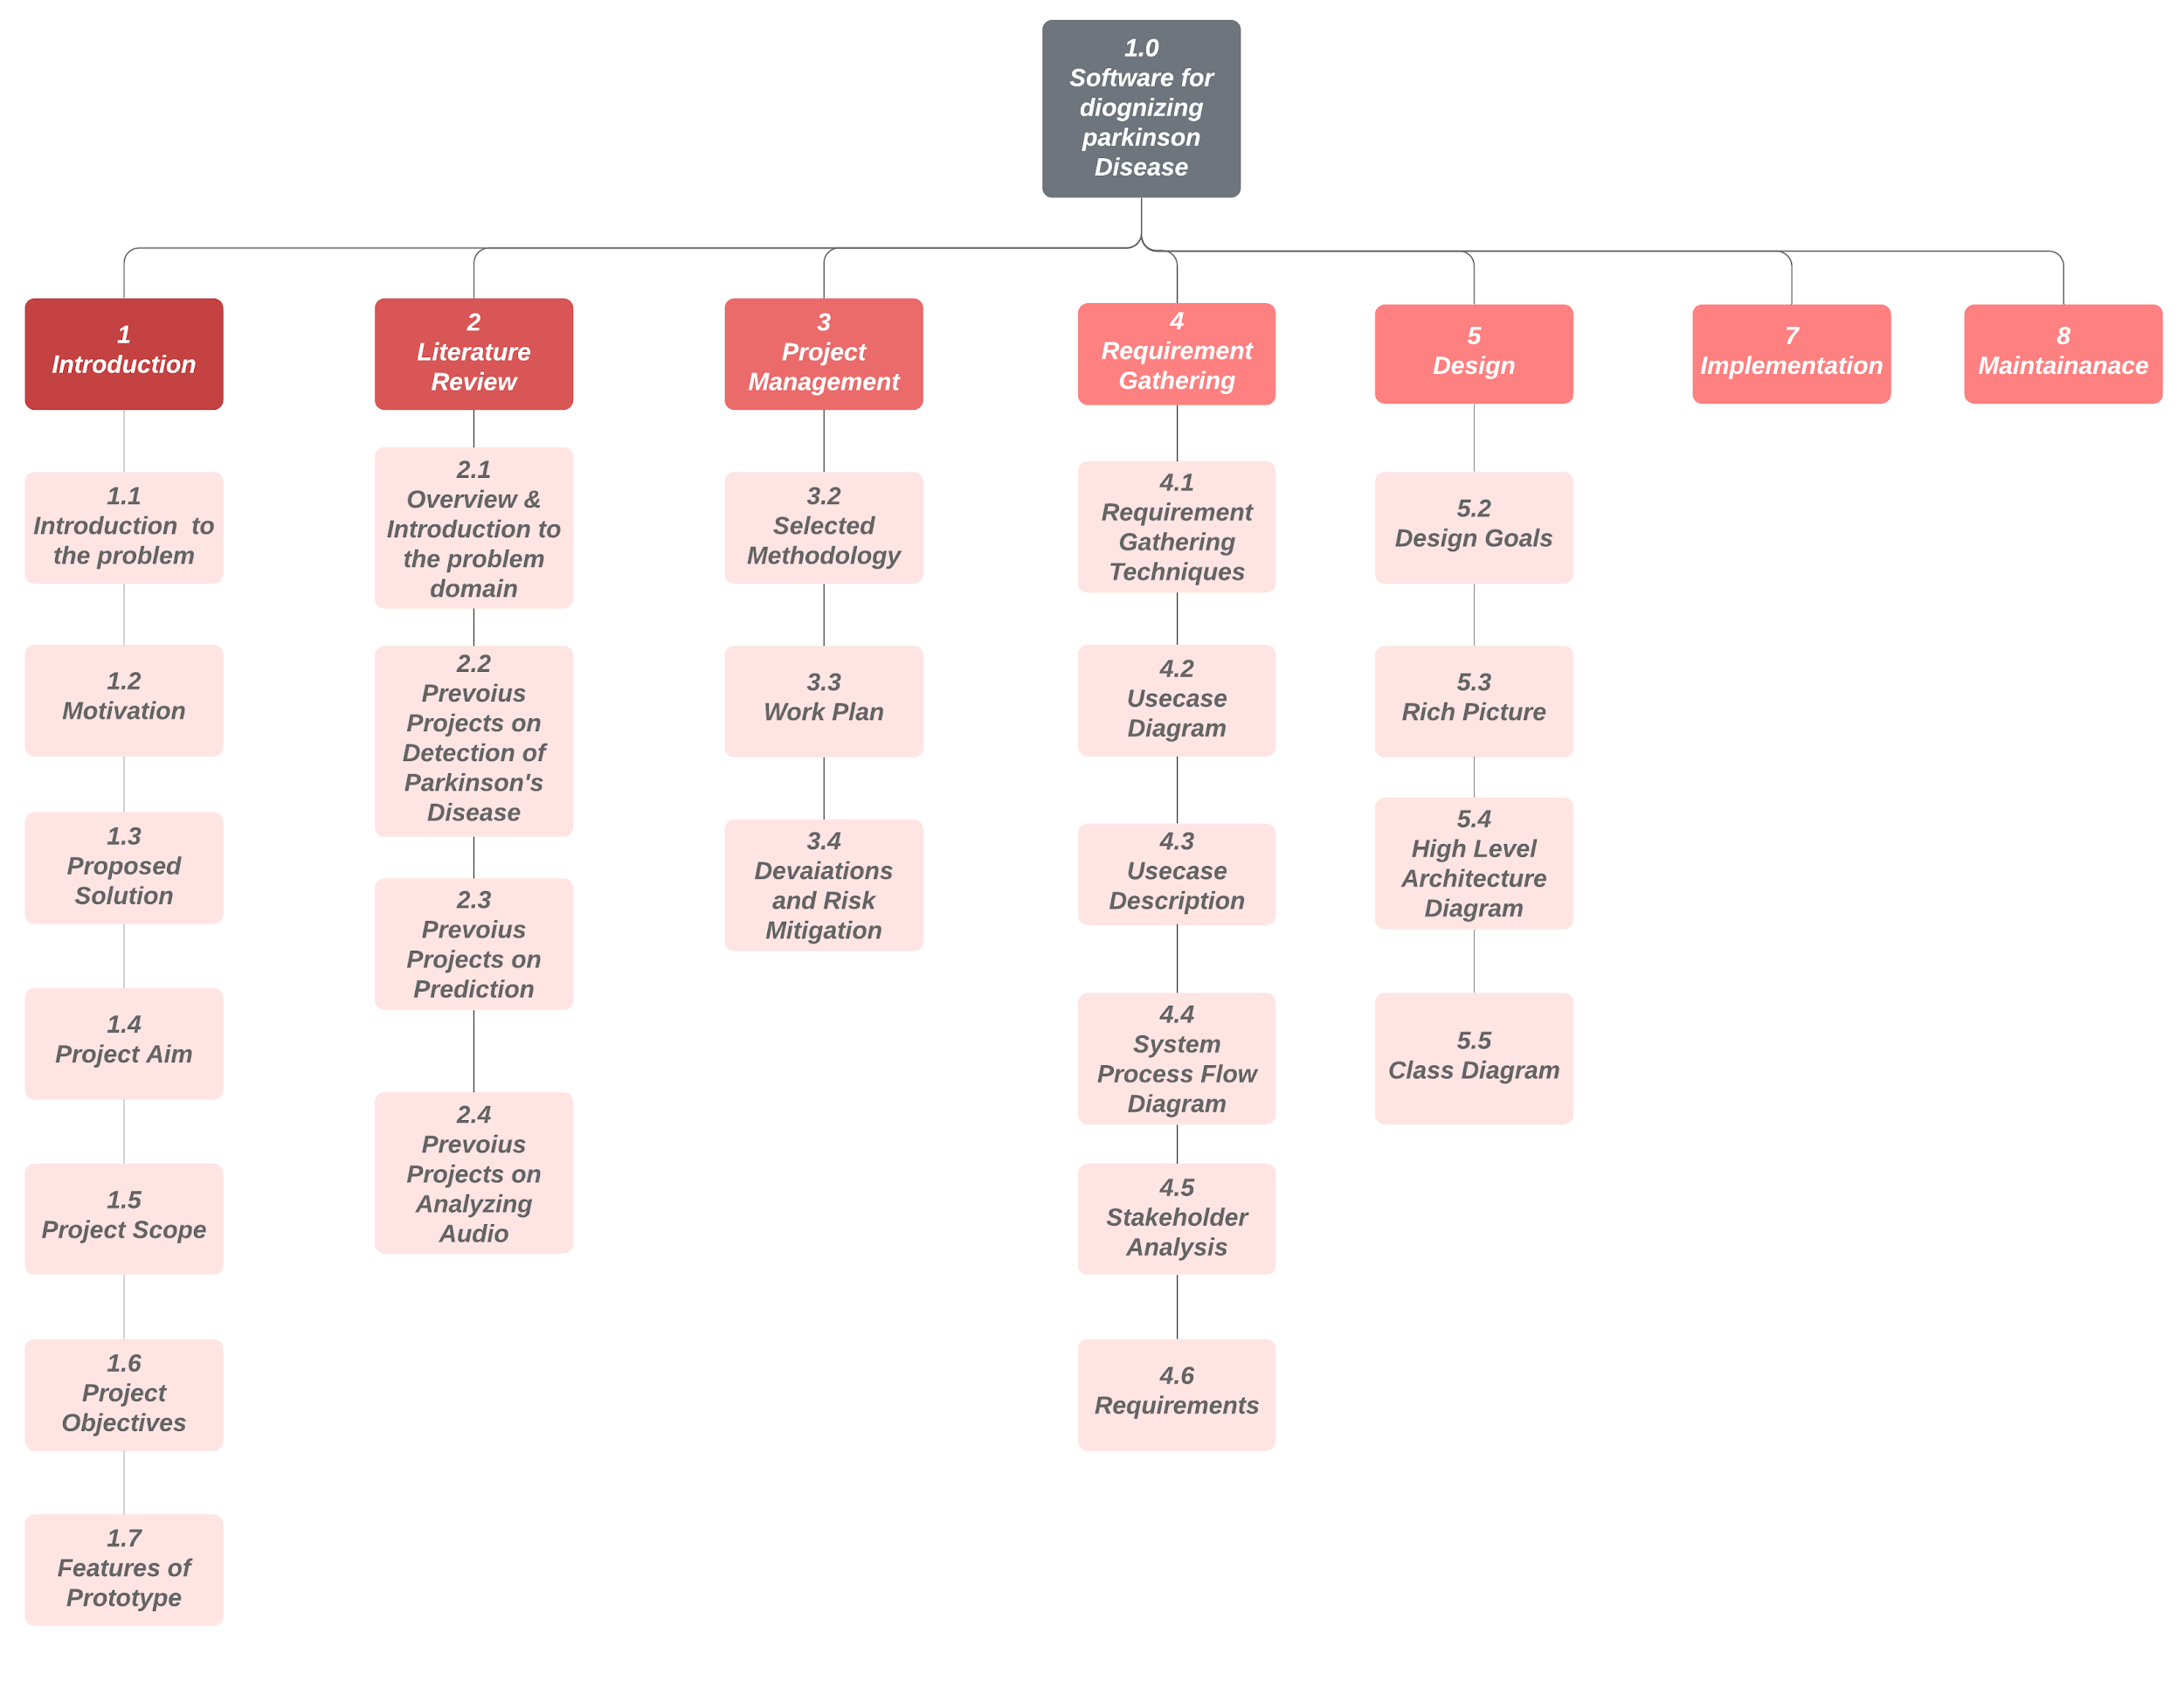 1.0
Software for
diognizing
parkinson
Disease
1
Introduction
2
Literature
Review
3
Project
Management
4
Requirement
Gathering
5
Design
7
Implementation
8
Maintainanace
1.1
Introduction  to
the problem
1.2
Motivation
1.3
Proposed
Solution
1.4
Project Aim
1.5
Project Scope
1.6
Project
Objectives
1.7
Features of
Prototype
2.1
Overview &
Introduction to
the problem
domain
2.2
Prevoius
Projects on
Detection of
Parkinson's
Disease
2.3
Prevoius
Projects on
Prediction
2.4
Prevoius
Projects on
Analyzing
Audio
3.2
Selected
Methodology
3.3
Work Plan
3.4
Devaiations
and Risk
Mitigation
4.1
Requirement
Gathering
Techniques
4.2
Usecase
Diagram
4.3
Usecase
Description
4.4
System
Process Flow
Diagram
4.5
Stakeholder
Analysis
4.6
Requirements
5.2
Design Goals
5.3
Rich Picture
5.4
High Level
Architecture
Diagram
5.5
Class Diagram